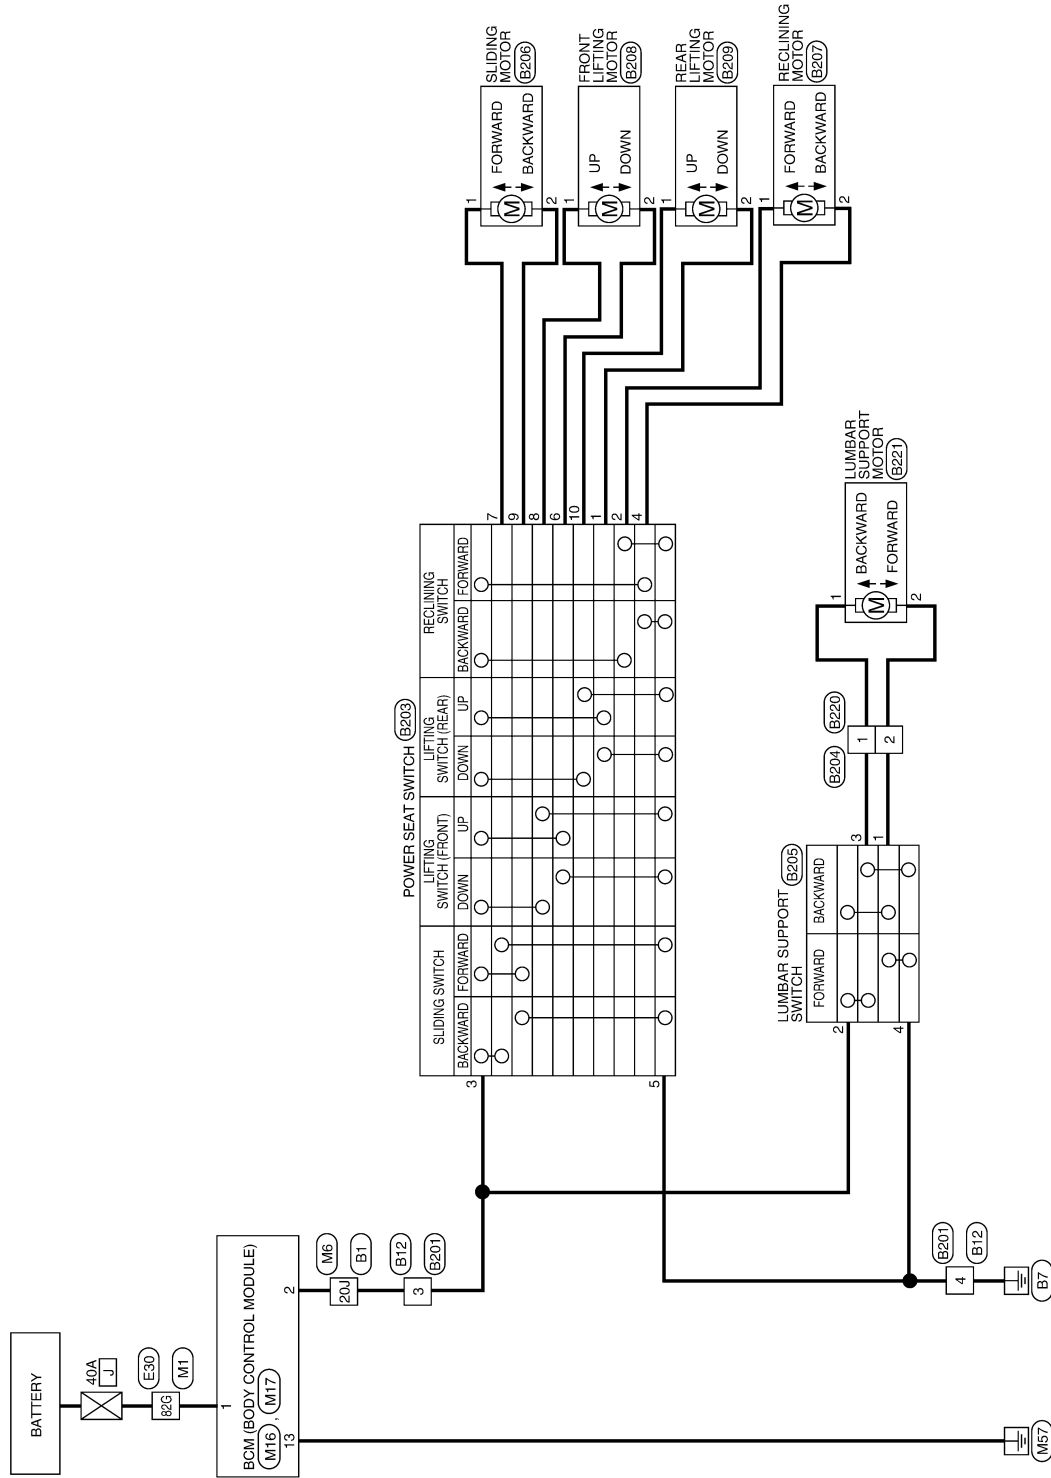 BATTERY
40A
J
E30
82G
M1
1
BCM (BODY CONTROL MODULE)
M16 , M17
13
2
M6
20J
B1
B12
3
B201
M57
POWER SEAT SWITCH B203
SLIDING SWITCH
BACKWARD
FORWARD
LIFTING
SWITCH (FRONT)
DOWN
UP
LIFTING
SWITCH (REAR)
DOWN
UP
RECLINING
SWITCH
BACKWARD
FORWARD
3
5
7
9
8
6
10
1
2
4
SLIDING
MOTOR
B206
1
FORWARD
BACKWARD
M
2
FRONT
LIFTING
MOTOR
B208
1
UP
DOWN
M
2
REAR
LIFTING
MOTOR
B209
1
UP
DOWN
M
2
RECLINING
MOTOR
B207
1
FORWARD
BACKWARD
M
2
LUMBAR SUPPORT
SWITCH
B205
FORWARD
BACKWARD
2
4
3
1
B204
B220
1
2
LUMBAR
SUPPORT
MOTOR
B221
1
BACKWARD
FORWARD
M
2
B201
4
B12
B7